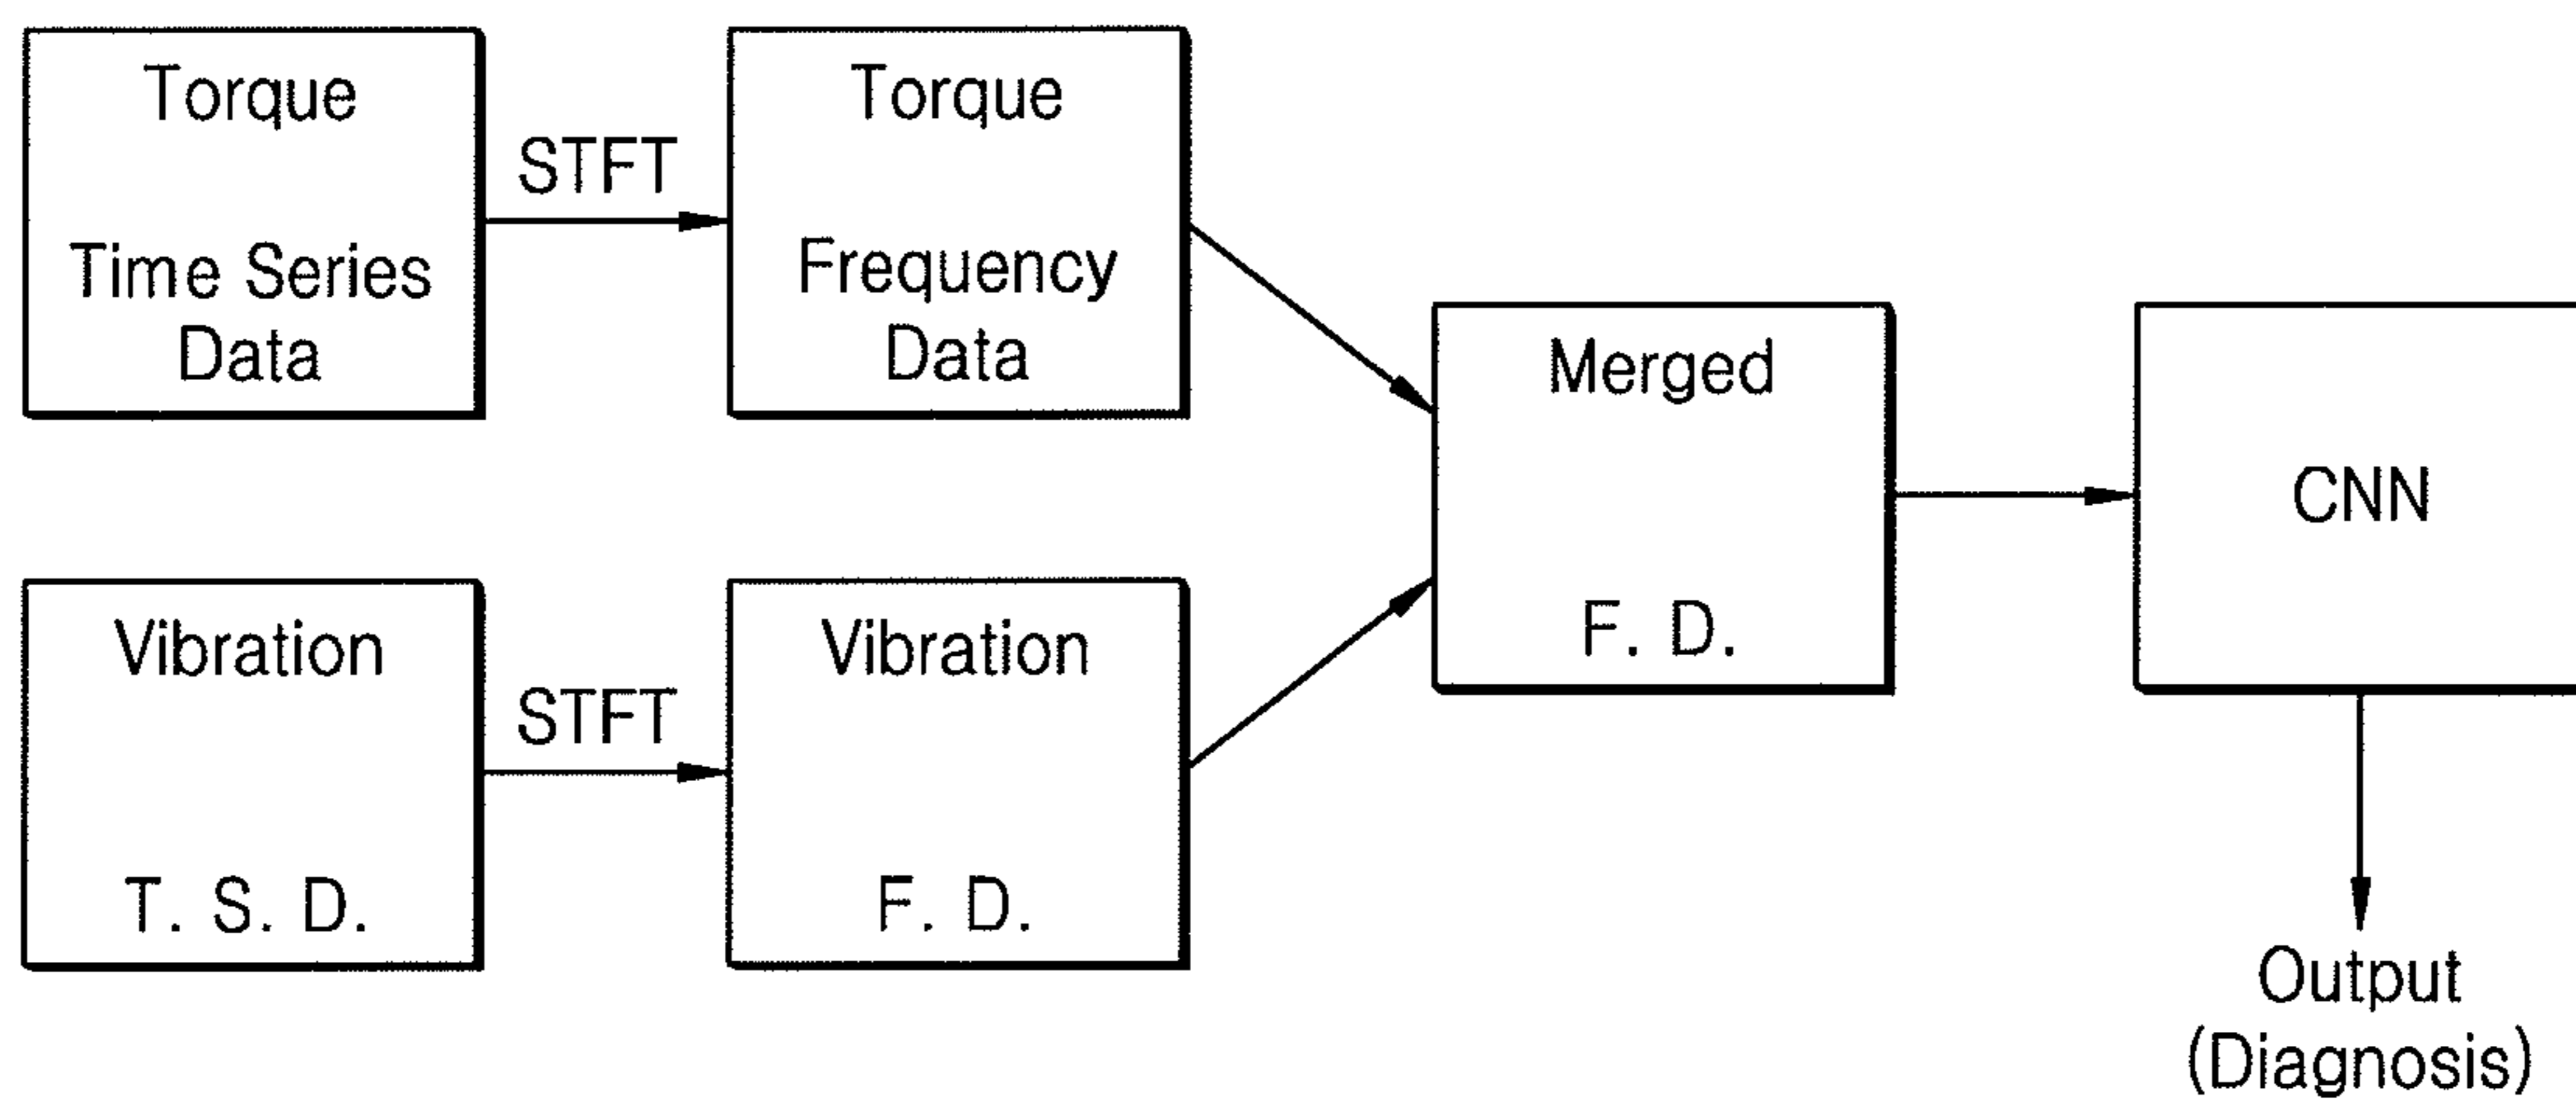 Torque
Time Series
Data
STFT
Torque
Frequency
Data
Vibration
T. S. D.
STFT
Vibration
F. D.
Merged
F. D.
CNN
Output
(Diagnosis)